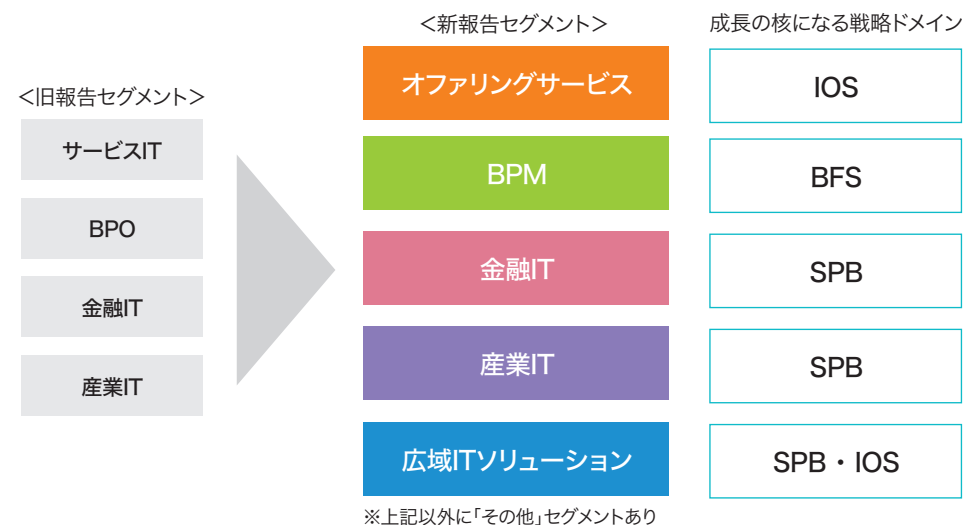 <旧報告セグメント>
サービスIT
BPO
金融IT
産業IT
<新報告セグメント>
オファリングサービス
BPM
金融IT
産業IT
広域ITソリューション
※上記以外に「その他」セグメントあり
成長の核になる戦略ドメイン
IOS
BFS
SPB
SPB
SPB・IOS